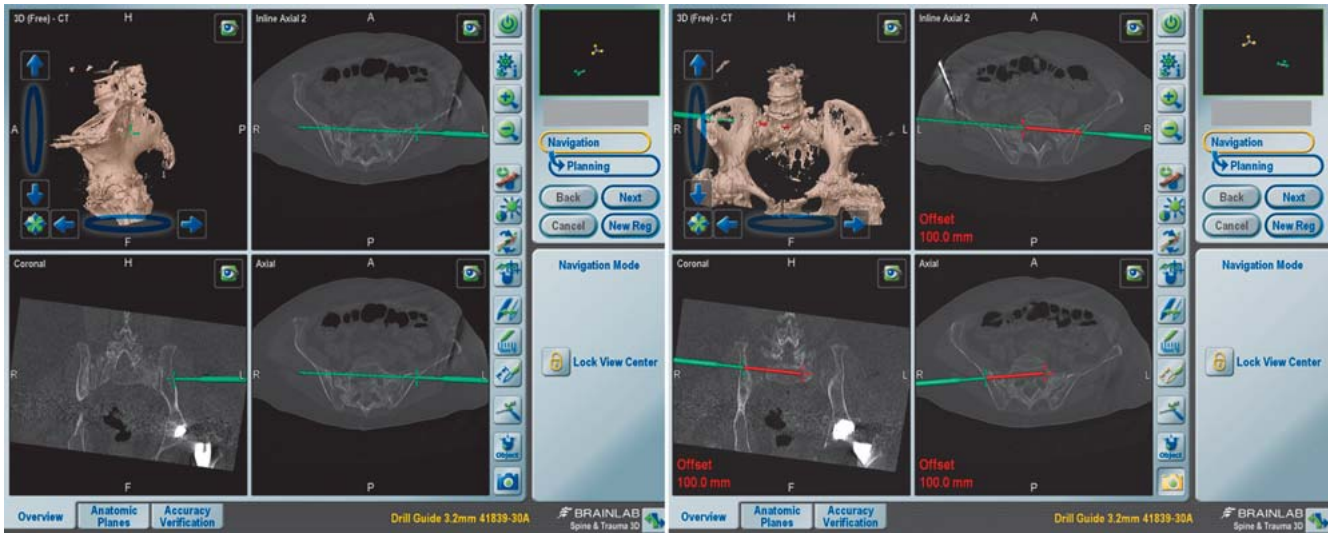 3D (Free) - CT
H
A
P
F
Inline Axial 2
A
R
L
P
Coronal
H
R
L
F
Axial
A
R
L
P
Navigation
Planning
Back
Next
Cancel
New Reg
Navigation Mode
Lock View Center
Object
Overview
Anatomic
Planes
Accuracy
Verification
Drill Guide 3.2mm 41839-30A
BRAINLAB
Spine & Trauma 3D
3D (Free) - CT
H
R
L
F
Inline Axial 2
A
L
R
Offset
100.0 mm
P
Coronal
H
R
L
Offset
100.0 mm
F
Axial
A
R
L
P
Navigation
Planning
Back
Next
Cancel
New Reg
Navigation Mode
Lock View Center
Object
Overview
Anatomic
Planes
Accuracy
Verification
Drill Guide 3.2mm 41839-30A
BRAINLAB
Spine & Trauma 3D